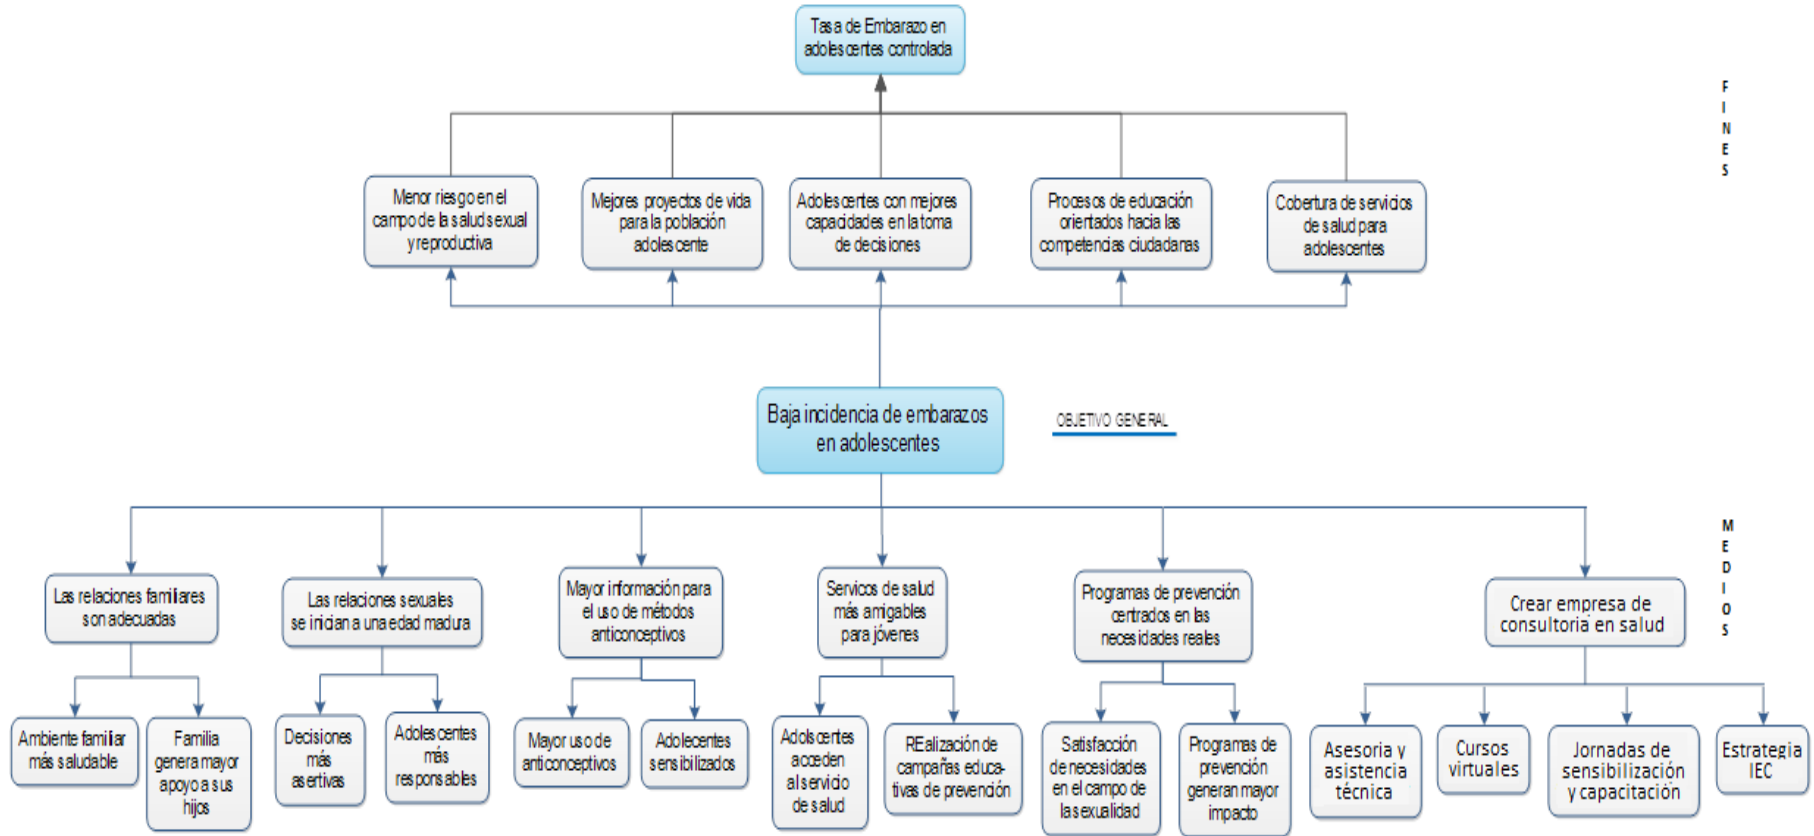 Tasa de Embarazo en
adolescentes controlada
F
I
N
E
S
Menor riesgo en el
campo de la salud sexual
y reproductiva
Mejores proyectos de vida
para la población
adolescente
Adolescentes con mejores
capacidades en la toma
de decisiones
Procesos de educación
orientados hacia las
competencias ciudadanas
Cobertura de servicios
de salud para
adolescentes
Baja incidencia de embarazos
en adolescentes
OBJETIVO GENERAL
M
E
D
I
O
S
Las relaciones familiares
son adecuadas
Las relaciones sexuales
se inician a una edad madura
Mayor información para
el uso de métodos
anticonceptivos
Servicos de salud
más amigables
para jóvenes
Programas de prevención
centrados en las
necesidades reales
Crear empresa de
consultoria en salud
Ambiente familiar
más saludable
Familia
genera mayor
apoyo a sus
hijos
Decisiones
más
asertivas
Adolescentes
más
responsables
Mayor uso de
anticonceptivos
Adolecentes
sensibilizados
Adolscentes
acceden
al servicio
de salud
REalización de
campañas educa-
tivas de prevención
Satisfacción
de necesidades
en el campo de
la sexualidad
Programas de
prevención
generan mayor
impacto
Asesoria y
asistencia
técnica
Cursos
virtuales
Jornadas de
sensibilización
y capacitación
Estrategia
IEC